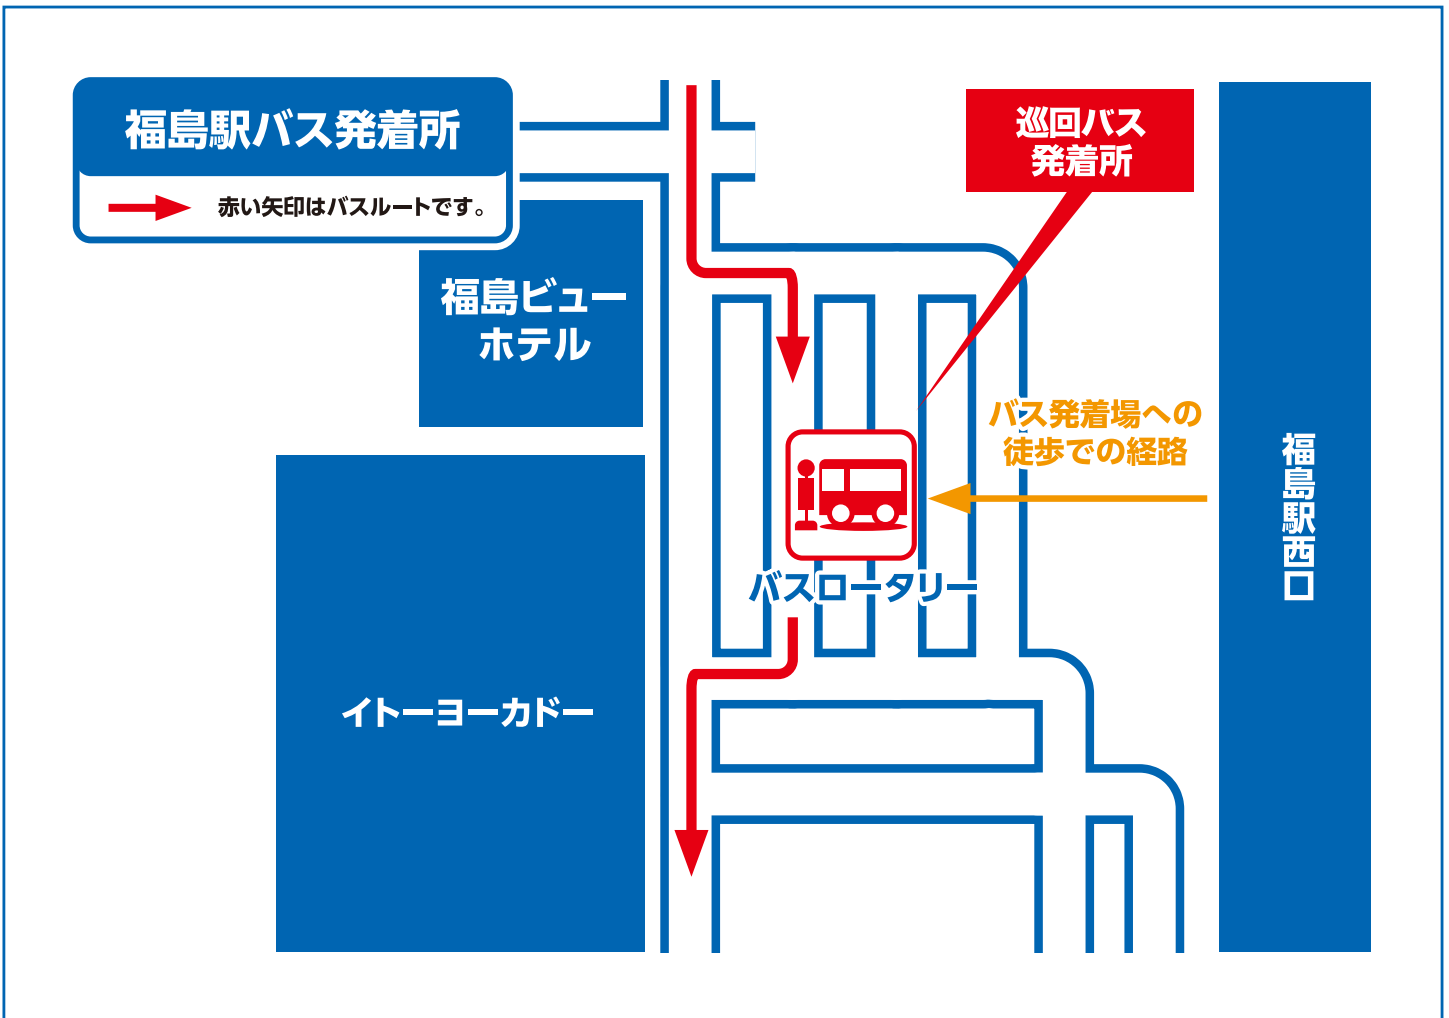 福島駅バス発着所
赤い矢印はバスルートです。
巡回バス
発着所
福島ビュー
ホテル
バス発着場への
徒歩での経路
福島駅西口
バスロータリー
イトーヨーカドー